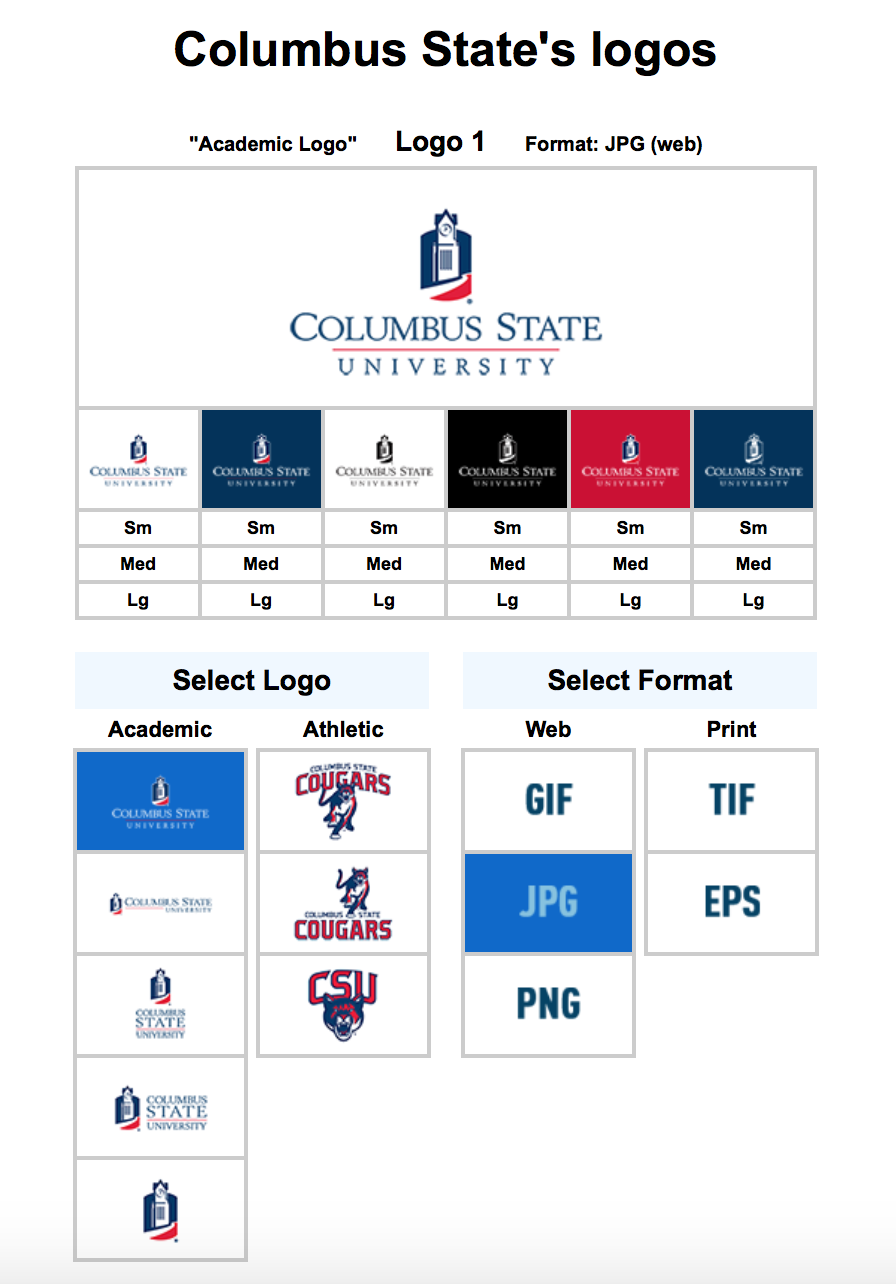 Columbus State's logos
"Academic Logo" Logo 1 Format: JPG (web)
COLUMBUS STATE
UNIVERSITY
COLUMBUS STATE COLUMBUS STATE COLUMBUS STATE COLUMBUS STATE COLUMBUS STATE COLUMBUS STATE
UNIVERSITY UNIVERSITY UNIVERSITY UNIVERSITY UNIVERSITY UNIVERSITY
Sm Sm Sm Sm Sm Sm
Med Med Med Med Med Med
Lg Lg Lg Lg Lg Lg
Select Logo Select Format
Academic Athletic Web Print
COLUMBUS STATE
UNIVERSITY
COLUMBUS STATE
COUGARS
GIF TIF
COLUMBUS STATE
UNIVERSITY
COLUMBUS STATE
COUGARS
JPG EPS
COLUMBUS
STATE
UNIVERSITY
CSU
PNG
COLUMBUS
STATE
UNIVERSITY